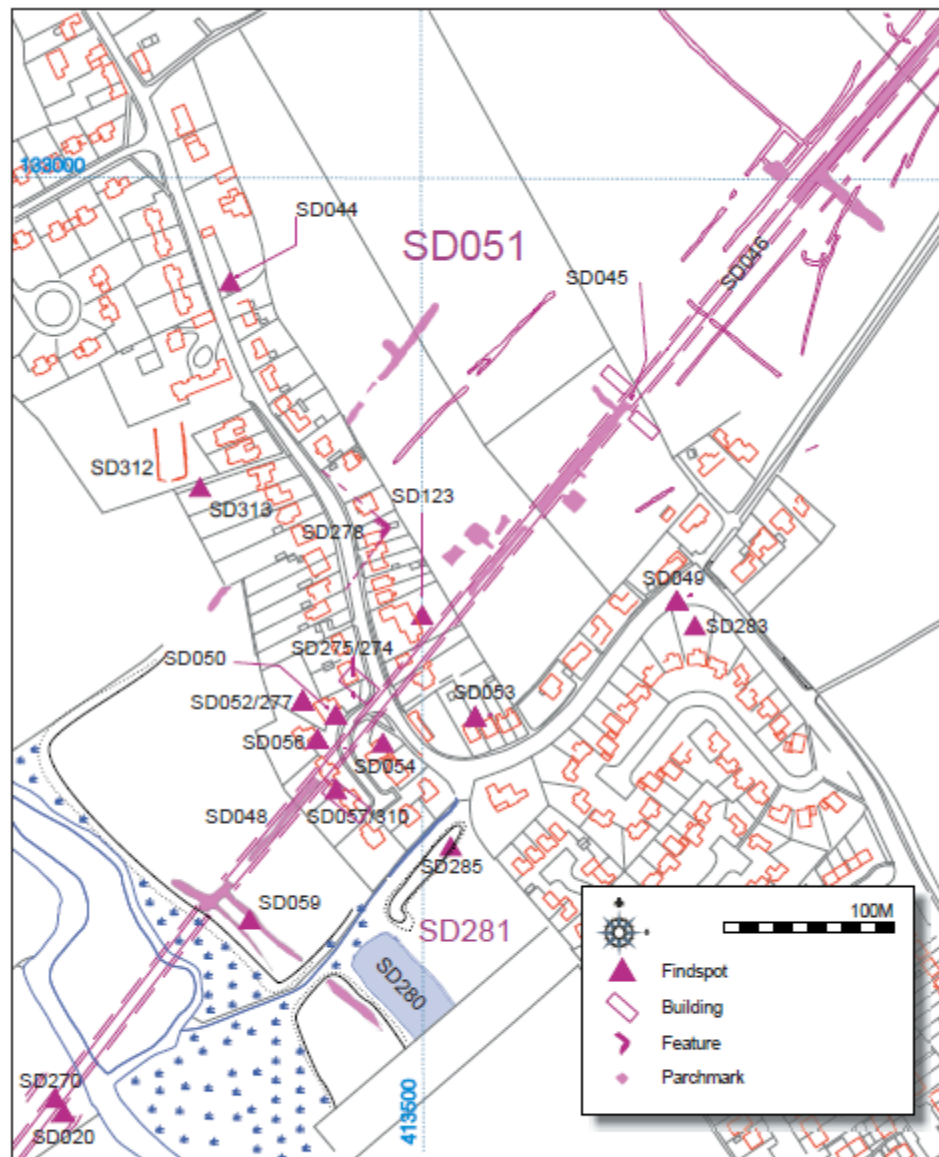 133000
SD044
SD051
SD045
SD046
SD312
SD313
SD123
SD278
SD049
SD283
SD275/274
SD050
SD053
SD052/277
SD056
SD054
SD048
SD057/310
SD285
SD059
SD281
SD280
413500
SD270
SD020
100M
Findspot
Building
Feature
Parchmark